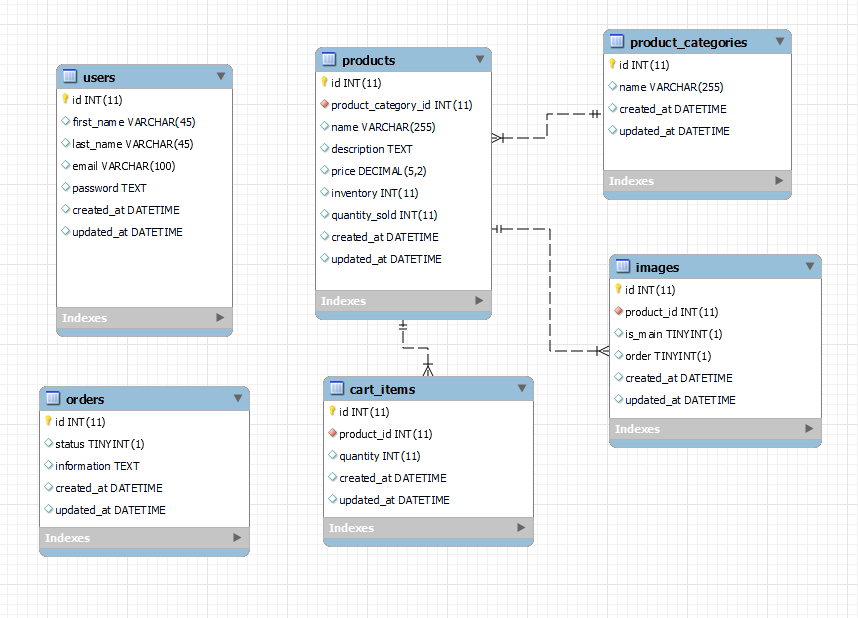 users
id INT(11)
first_name VARCHAR(45)
last_name VARCHAR(45)
email VARCHAR(100)
password TEXT
created_at DATETIME
updated_at DATETIME
Indexes
products
id INT(11)
product_category_id INT(11)
name VARCHAR(255)
description TEXT
price DECIMAL(5,2)
inventory INT(11)
quantity_sold INT(11)
created_at DATETIME
updated_at DATETIME
Indexes
product_categories
id INT(11)
name VARCHAR(255)
created_at DATETIME
updated_at DATETIME
Indexes
images
id INT(11)
product_id INT(11)
is_main TINYINT(1)
order TINYINT(1)
created_at DATETIME
updated_at DATETIME
Indexes
orders
id INT(11)
status TINYINT(1)
information TEXT
created_at DATETIME
updated_at DATETIME
Indexes
cart_items
id INT(11)
product_id INT(11)
quantity INT(11)
created_at DATETIME
updated_at DATETIME
Indexes